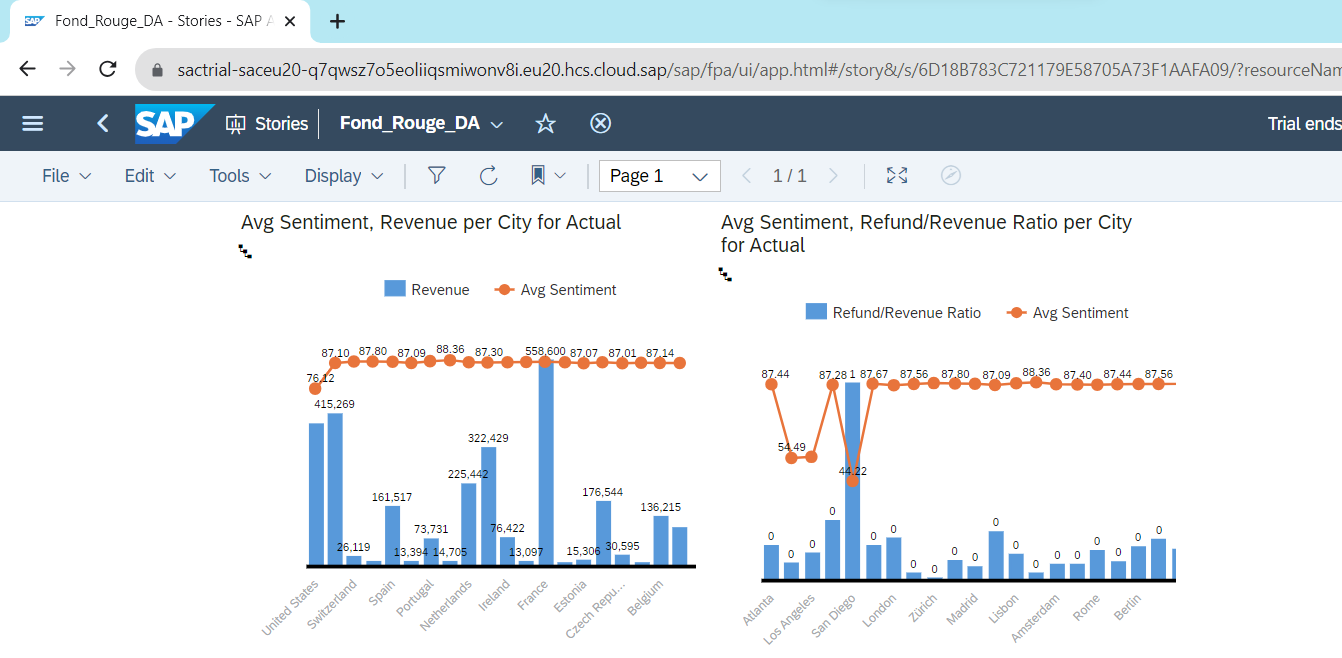 SAP Fond_Rouge_DA - Stories - SAP A
sactrial-saceu20-q7qwsz7o5eoliiqsmiwonv8i.eu20.hcs.cloud.sap/sap/fpa/ui/app.html#/story&/s/6D18B783C721179E58705A73F1AAFA09/?resourceNam
SAP Stories Fond_Rouge_DA Trial ends
File Edit Tools Display Page 1 1 / 1
Avg Sentiment, Revenue per City for Actual
Revenue Avg Sentiment
76.12 87.10 87.80 87.09 88.36 87.30 558,600 87.07 87.01 87.14
415,269
322,429
225,442
176,544
161,517
136,215
73,731 76,422
26,119 13,394 14,705 13,097 15,306 30,595
United States Switzerland Spain Portugal Netherlands Ireland France Estonia Czech Repu... Belgium
Avg Sentiment, Refund/Revenue Ratio per City
for Actual
Refund/Revenue Ratio Avg Sentiment
87.44 87.28 1 87.67 87.56 87.80 87.09 88.36 87.40 87.44 87.56
54.49
44.22
0 0 0 0 0 0 0 0 0 0 0 0 0 0 0 0 0 0 0
Atlanta Los Angeles San Diego London Zürich Madrid Lisbon Amsterdam Rome Berlin